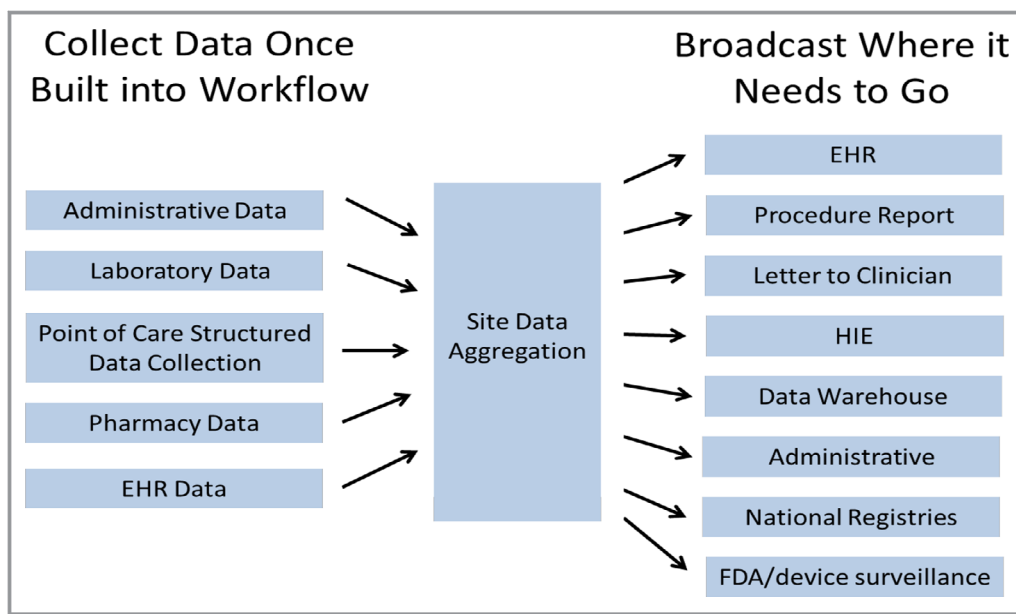 Collect Data Once
Built into Workflow
Administrative Data
Laboratory Data
Point of Care Structured
Data Collection
Pharmacy Data
EHR Data
Site Data
Aggregation
Broadcast Where it
Needs to Go
EHR
Procedure Report
Letter to Clinician
HIE
Data Warehouse
Administrative
National Registries
FDA/device surveillance